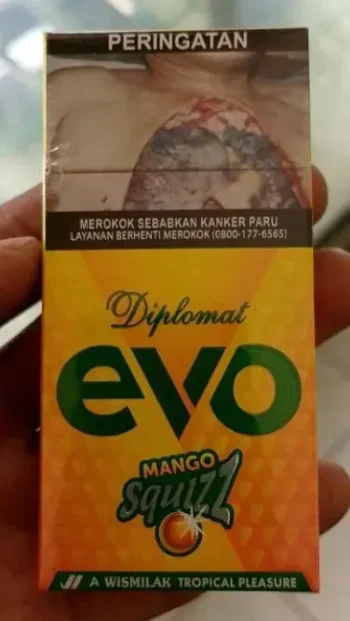 PERINGATAN
MEROKOK SEBABKAN KANKER PARU
LAYANAN BERHENTI MEROKOK (0800-177-6565)
Diplomat
evo
MANGO
SquizZ
A WISMILAK TROPICAL PLEASURE